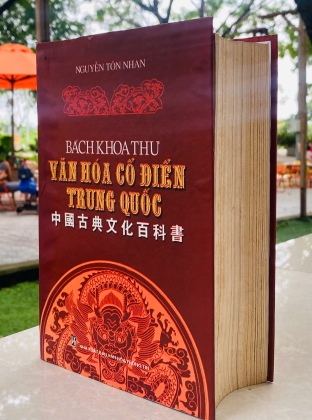 NGUYỄN TÔN NHAN
BÁCH KHOA THƯ
VĂN HÓA CỔ ĐIỂN
TRUNG QUỐC
中國古典文化百科書